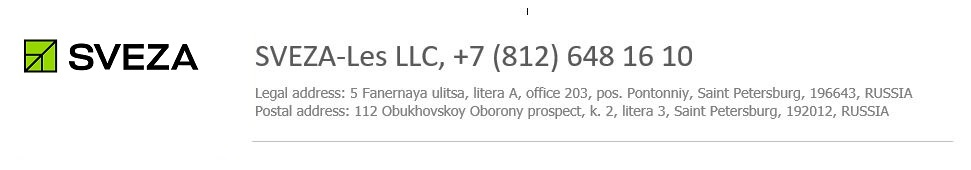 SVEZA
SVEZA-Les LLC, +7 (812) 648 16 10
Legal address: 5 Fanernaya ulitsa, litera A, office 203, pos. Pontonniy, Saint Petersburg, 196643, RUSSIA
Postal address: 112 Obukhovskoy Oborony prospect, k. 2, litera 3, Saint Petersburg, 192012, RUSSIA